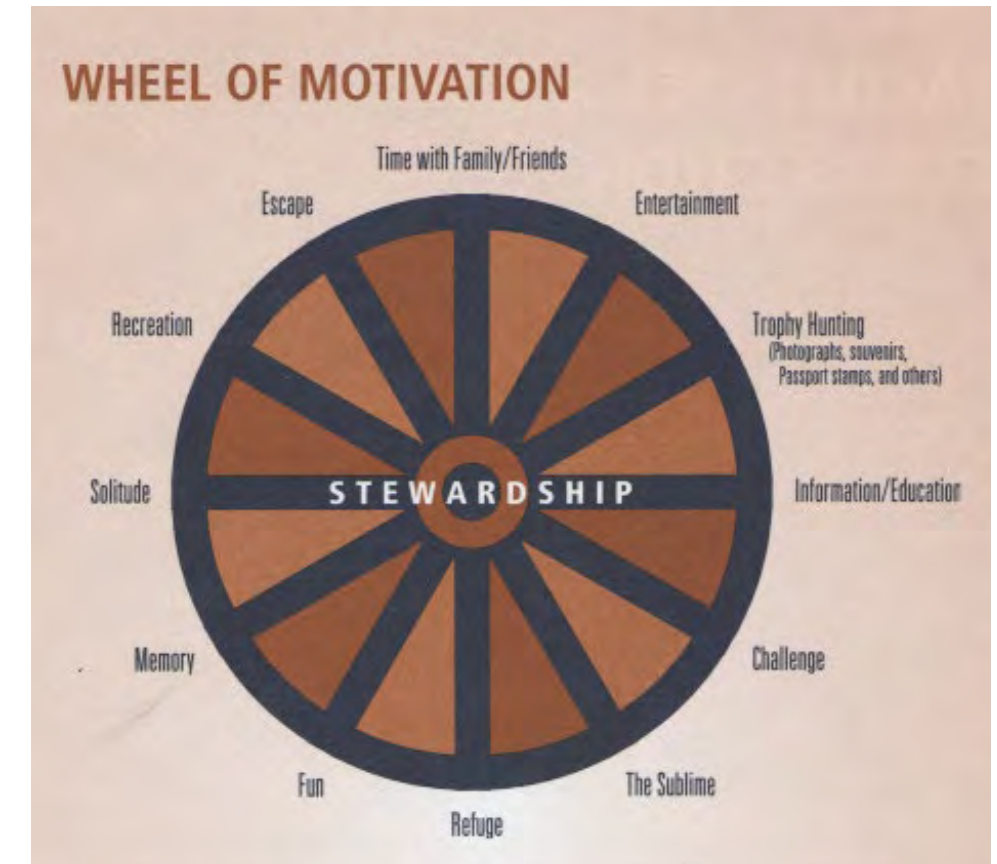 WHEEL OF MOTIVATION
Time with Family/Friends
Escape
Entertainment
Recreation
Trophy Hunting
(Photographs, souvenirs,
Passport stamps, and others)
Solitude
STEWARDSHIP
Information/Education
Memory
Challenge
Fun
The Sublime
Refuge